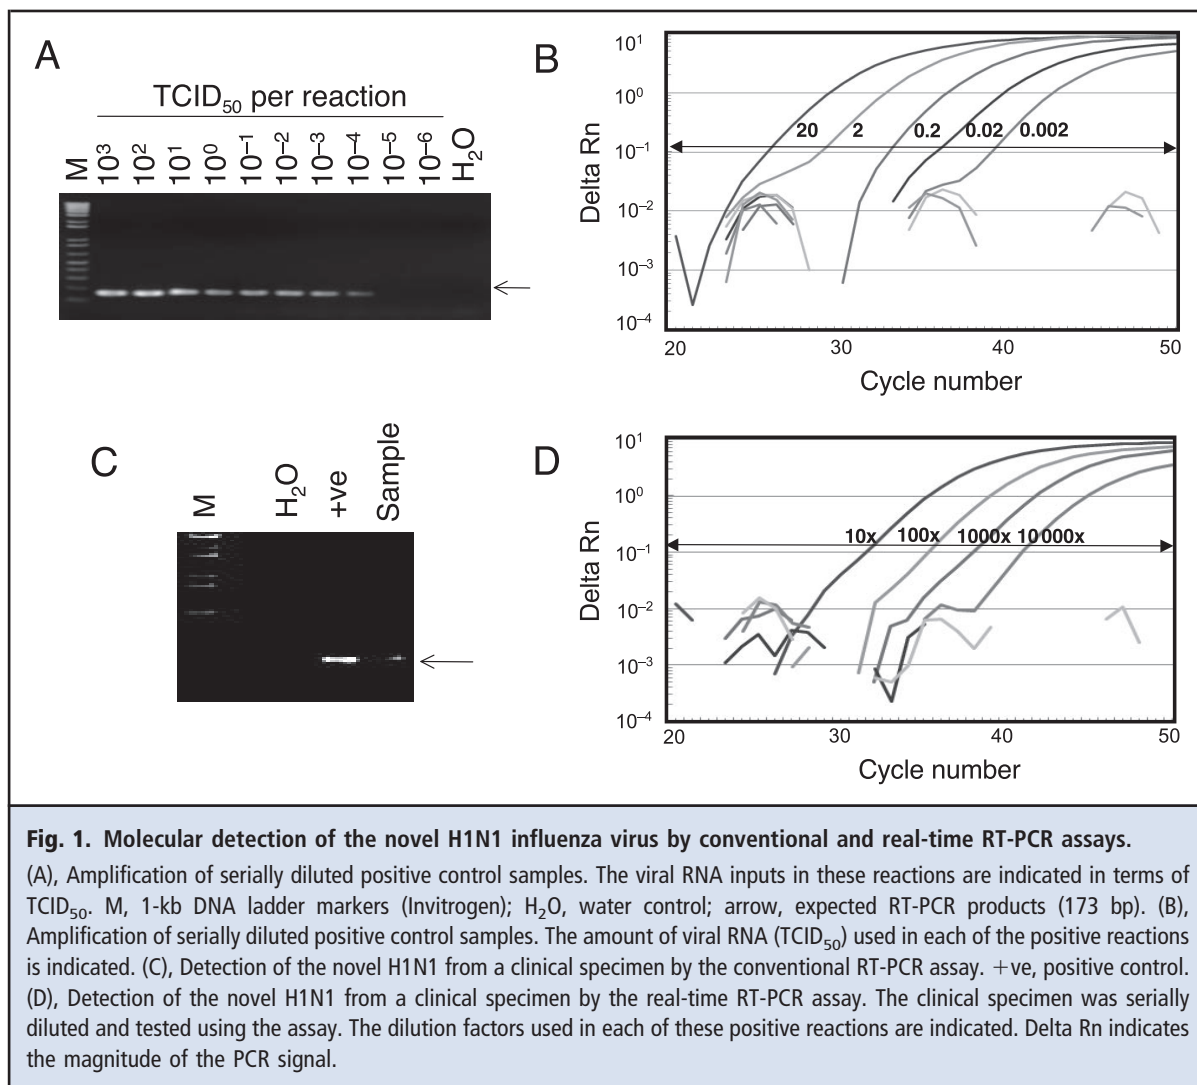 A
TCID₅₀ per reaction
M 10³ 10² 10¹ 10⁰ 10⁻¹ 10⁻² 10⁻³ 10⁻⁴ 10⁻⁵ 10⁻⁶ H₂O
B
Delta Rn
10¹
10⁰
10⁻¹
10⁻²
10⁻³
10⁻⁴
20 2 0.2 0.02 0.002
20 30 40 50
Cycle number
C
M H₂O +ve Sample
D
Delta Rn
10¹
10⁰
10⁻¹
10⁻²
10⁻³
10⁻⁴
10x 100x 1000x 10 000x
20 30 40 50
Cycle number
Fig. 1. Molecular detection of the novel H1N1 influenza virus by conventional and real-time RT-PCR assays.
(A), Amplification of serially diluted positive control samples. The viral RNA inputs in these reactions are indicated in terms of
TCID₅₀. M, 1-kb DNA ladder markers (Invitrogen); H₂O, water control; arrow, expected RT-PCR products (173 bp). (B),
Amplification of serially diluted positive control samples. The amount of viral RNA (TCID₅₀) used in each of the positive reactions
is indicated. (C), Detection of the novel H1N1 from a clinical specimen by the conventional RT-PCR assay. +ve, positive control.
(D), Detection of the novel H1N1 from a clinical specimen by the real-time RT-PCR assay. The clinical specimen was serially
diluted and tested using the assay. The dilution factors used in each of these positive reactions are indicated. Delta Rn indicates
the magnitude of the PCR signal.